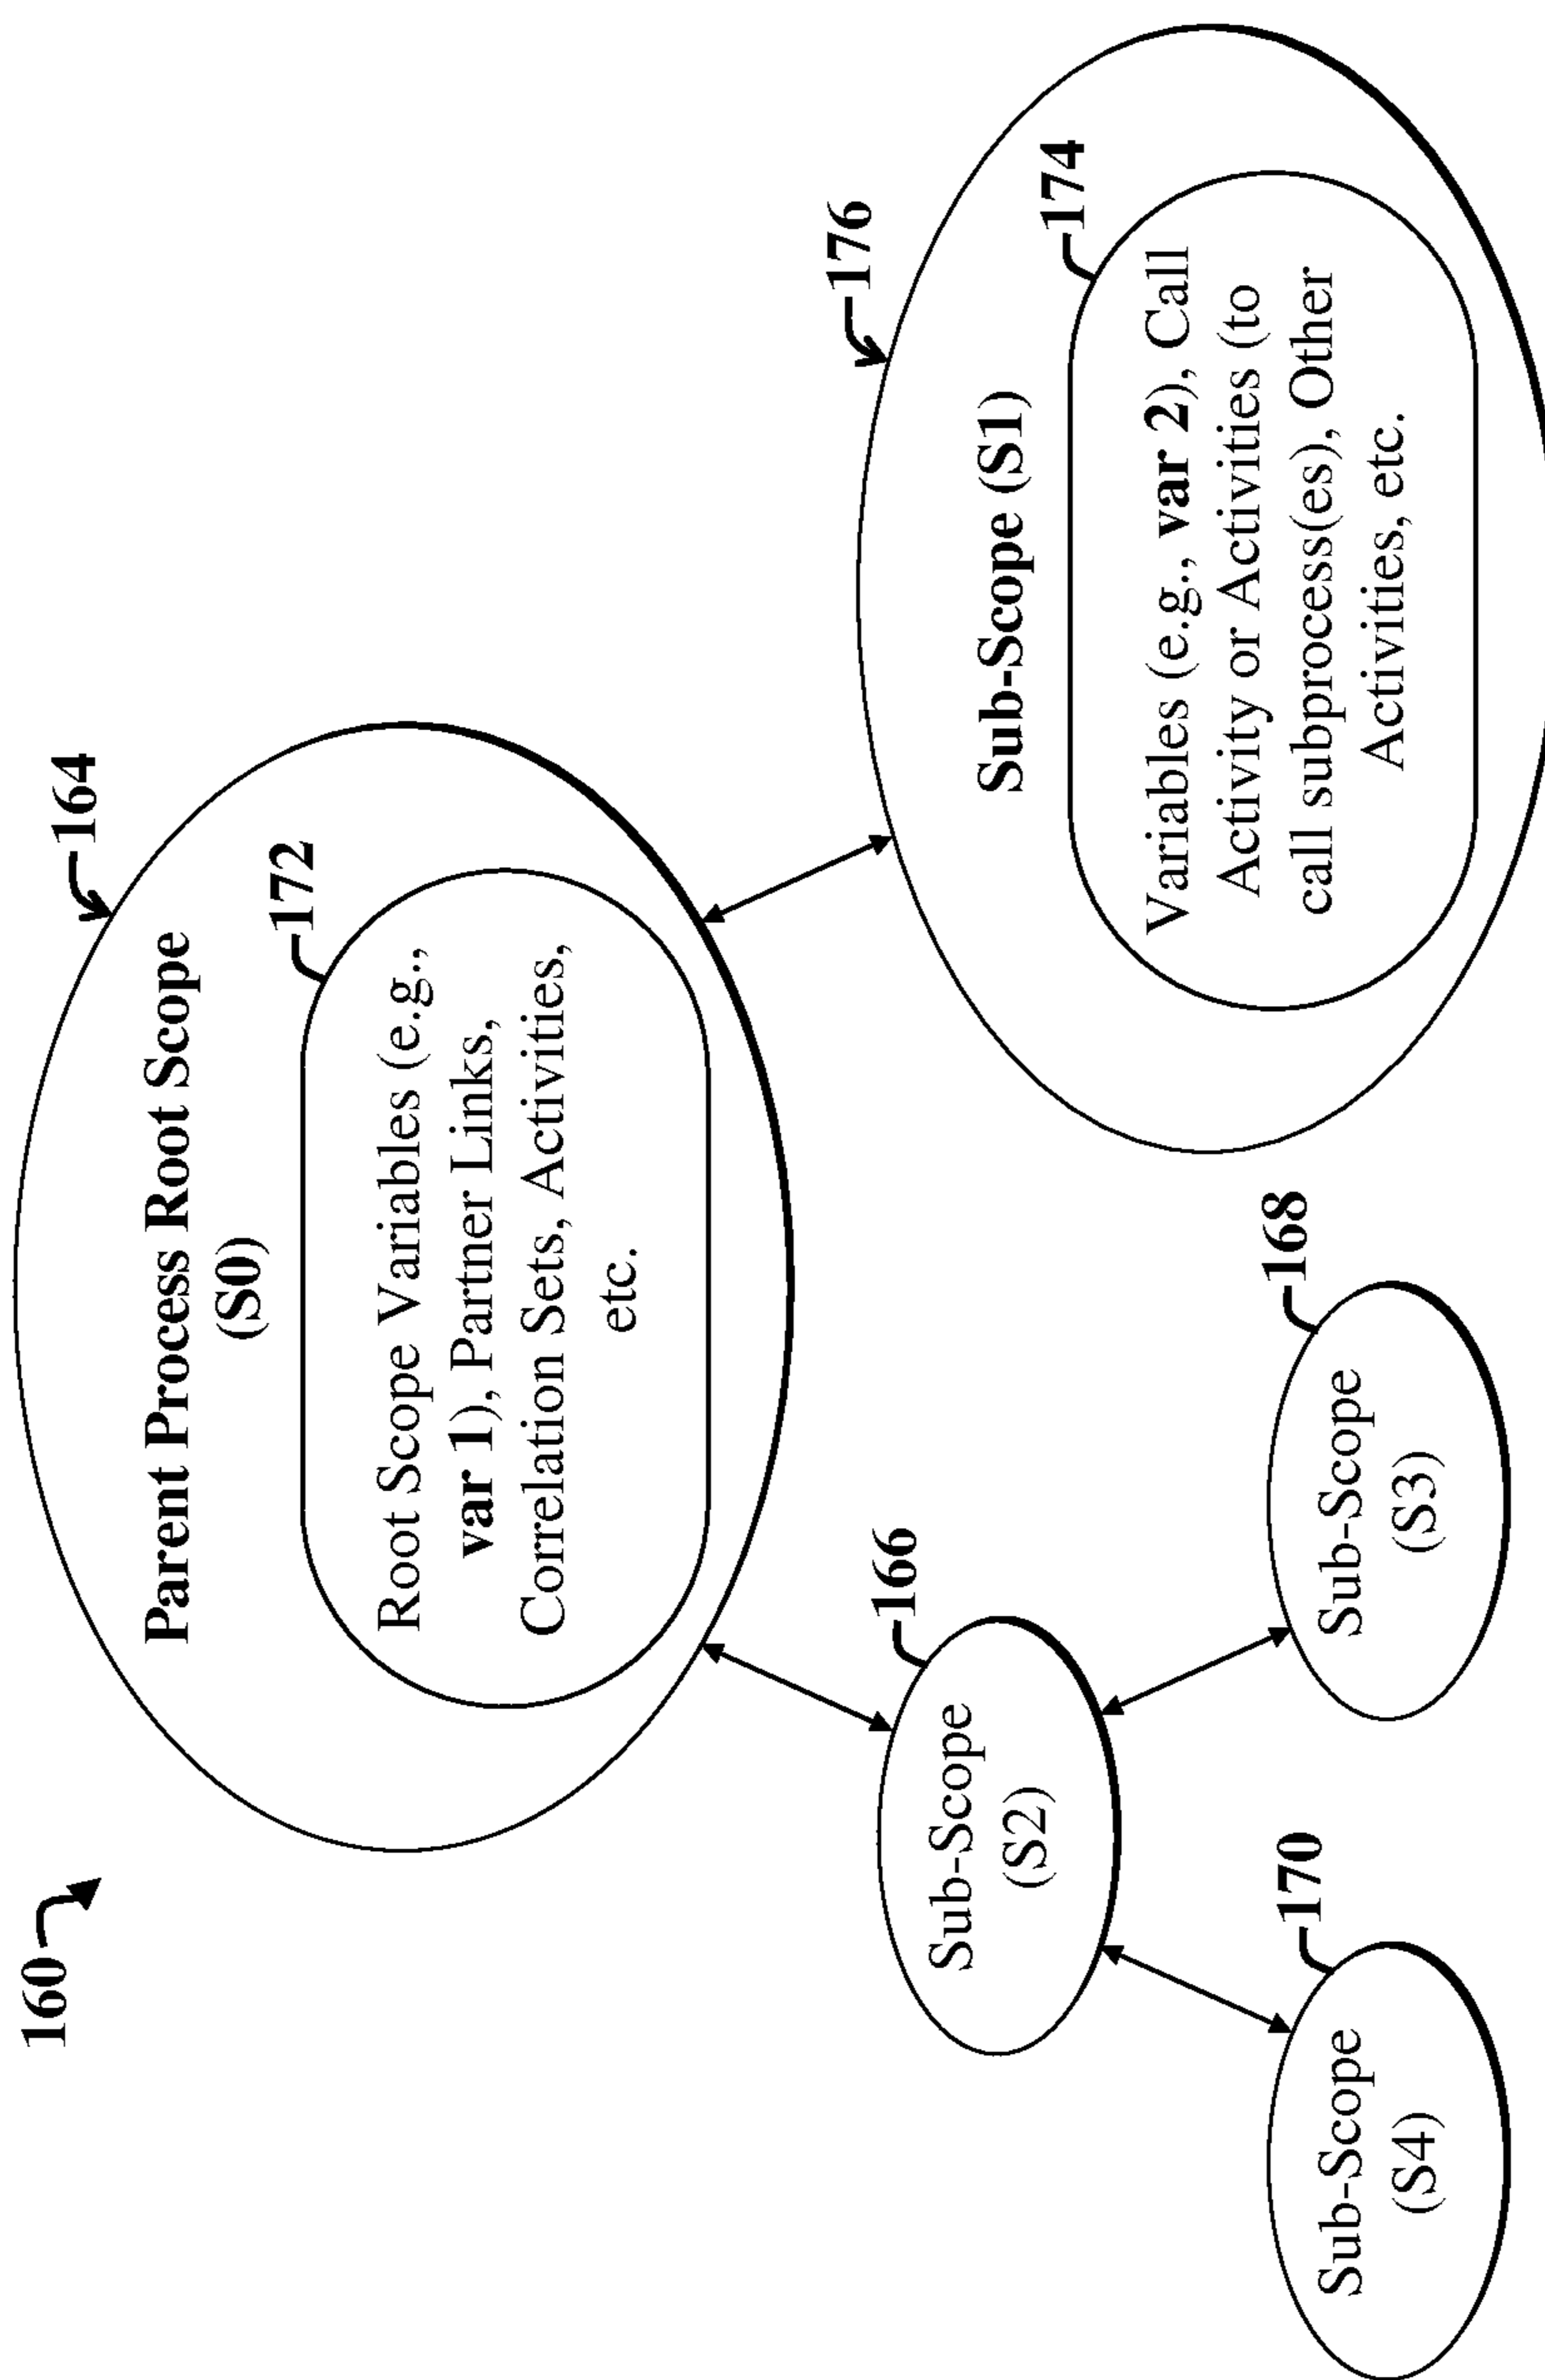 160
164
Parent Process Root Scope
(S0)
172
Root Scope Variables (e.g.,
var 1), Partner Links,
Correlation Sets, Activities,
etc.
166
Sub-Scope
(S2)
176
Sub-Scope (S1)
174
Variables (e.g., var 2), Call
Activity or Activities (to
call subprocess(es), Other
Activities, etc.
170
Sub-Scope
(S4)
168
Sub-Scope
(S3)